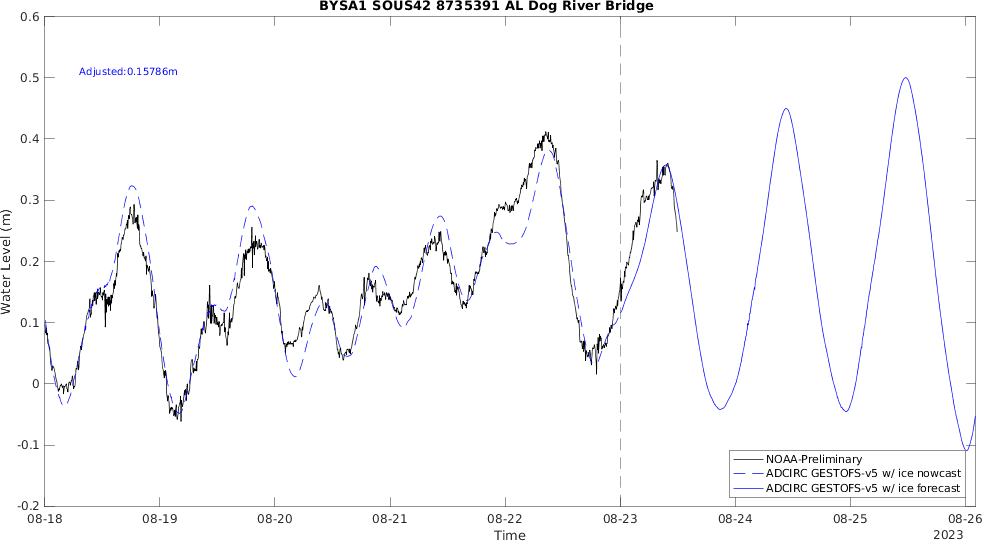 BYSA1 SOUS42 8735391 AL Dog River Bridge
0.6
0.5
0.4
0.3
0.2
0.1
0
-0.1
-0.2
Water Level (m)
Adjusted:0.15786m
NOAA-Preliminary
ADCIRC GESTOFS-v5 w/ ice nowcast
ADCIRC GESTOFS-v5 w/ ice forecast
08-18 08-19 08-20 08-21 08-22 08-23 08-24 08-25 08-26
Time
2023